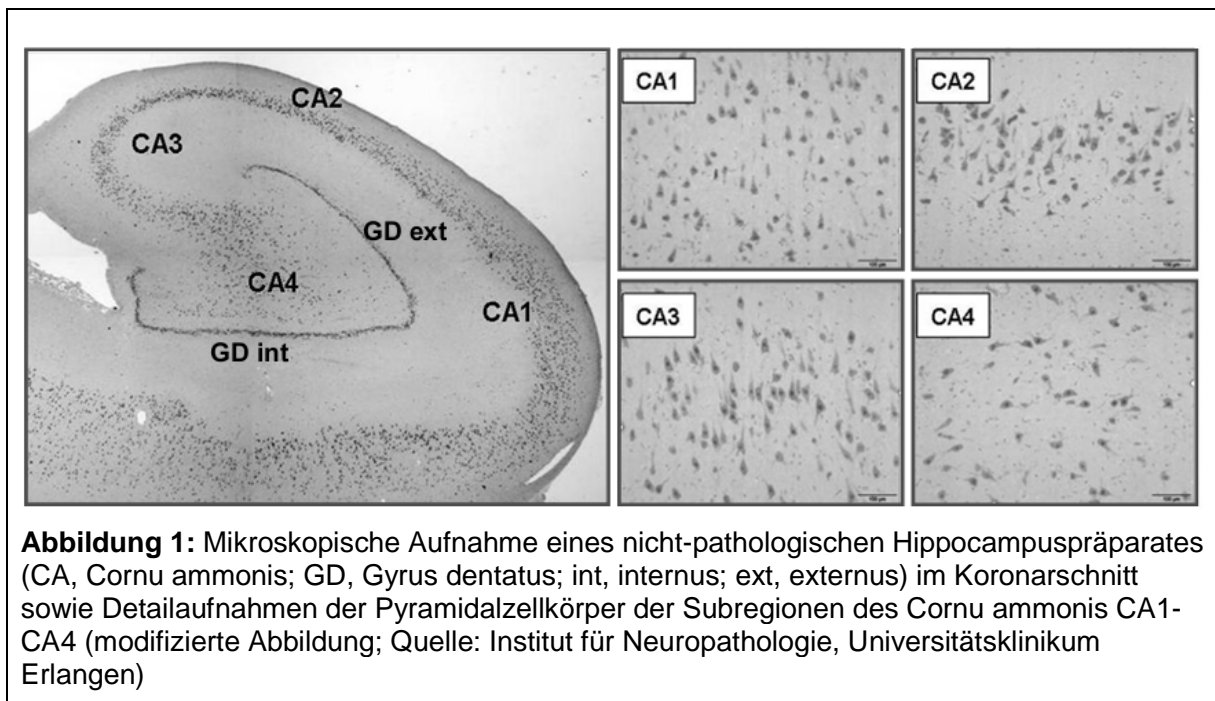 CA2
CA3
GD ext
CA4
CA1
GD int
CA1
CA2
CA3
CA4
Abbildung 1: Mikroskopische Aufnahme eines nicht-pathologischen Hippocampuspräparates
(CA, Cornu ammonis; GD, Gyrus dentatus; int, internus; ext, externus) im Koronarschnitt
sowie Detailaufnahmen der Pyramidalzellkörper der Subregionen des Cornu ammonis CA1-
CA4 (modifizierte Abbildung; Quelle: Institut für Neuropathologie, Universitätsklinikum
Erlangen)